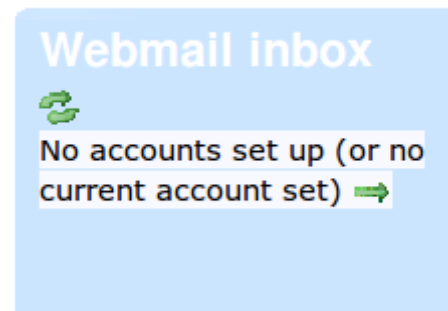 Webmail inbox
No accounts set up (or no
current account set)